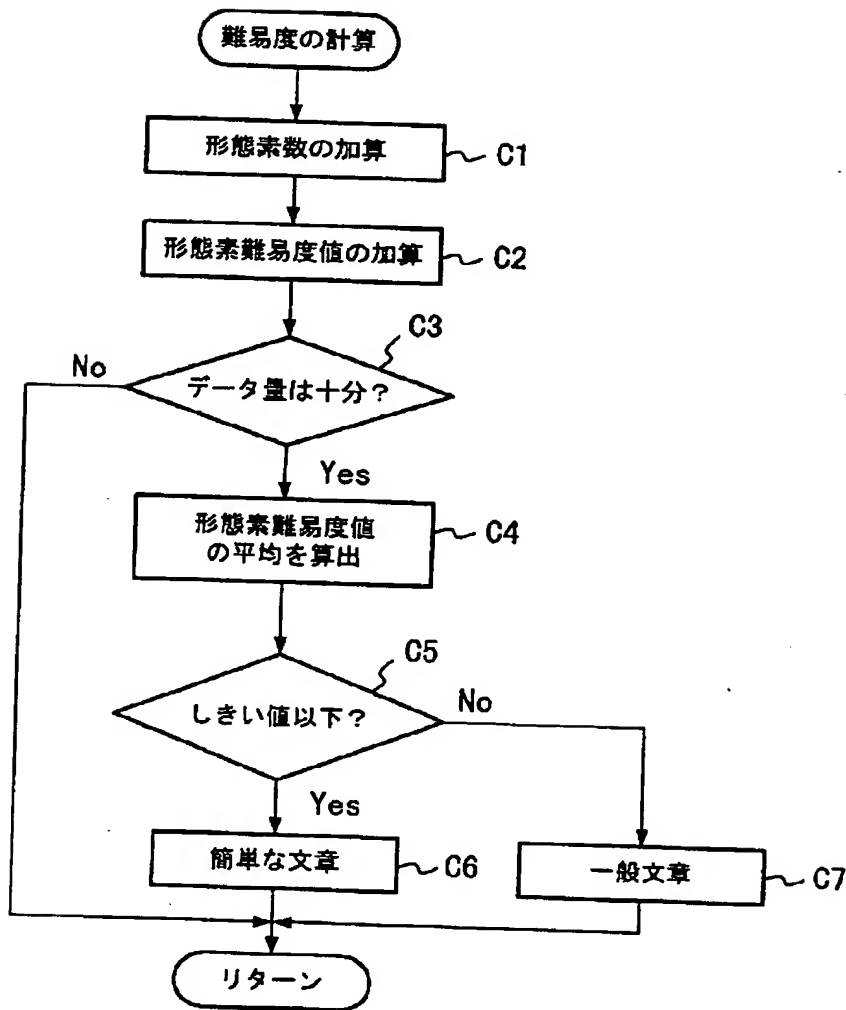 難易度の計算
形態素数の加算
C1
形態素難易度値の加算
C2
C3
No
データ量は十分?
Yes
形態素難易度値
の平均を算出
C4
C5
No
しきい値以下?
Yes
簡単な文章
C6
一般文章
C7
リターン